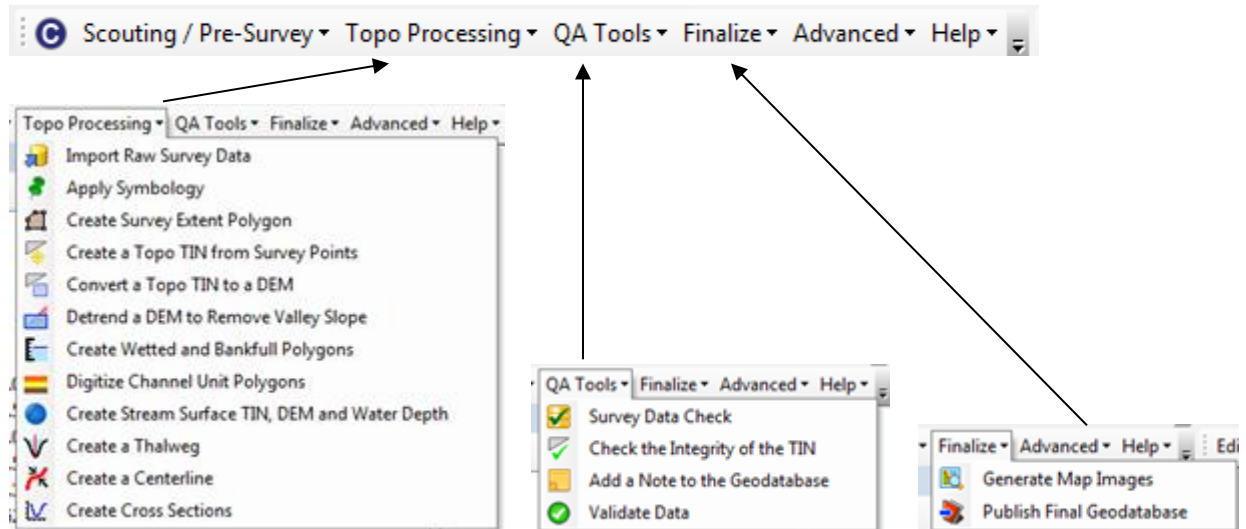 C Scouting / Pre-Survey Topo Processing QA Tools Finalize Advanced Help
Topo Processing QA Tools Finalize Advanced Help
Import Raw Survey Data
Apply Symbology
Create Survey Extent Polygon
Create a Topo TIN from Survey Points
Convert a Topo TIN to a DEM
Detrend a DEM to Remove Valley Slope
Create Wetted and Bankfull Polygons
Digitize Channel Unit Polygons
Create Stream Surface TIN, DEM and Water Depth
Create a Thalweg
Create a Centerline
Create Cross Sections
QA Tools Finalize Advanced Help
Survey Data Check
Check the Integrity of the TIN
Add a Note to the Geodatabase
Validate Data
Finalize Advanced Help Edi
Generate Map Images
Publish Final Geodatabase